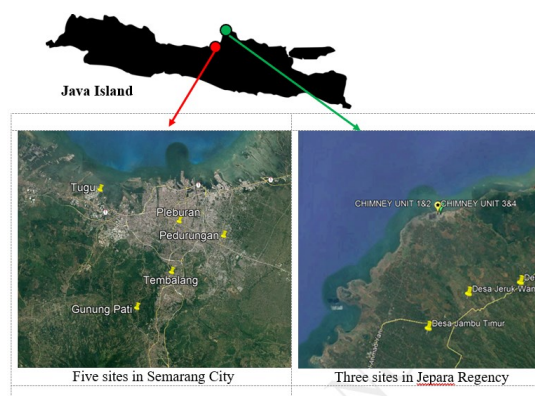 Java Island
Tugu
Pleburan
Pedurungan
Tembalang
Gunung Pati
CHIMNEY UNIT 1&2
CHIMNEY UNIT 3&4
De
Desa Jeruk Wan
Desa Jambu Timur
Five sites in Semarang City
Three sites in Jepara Regency